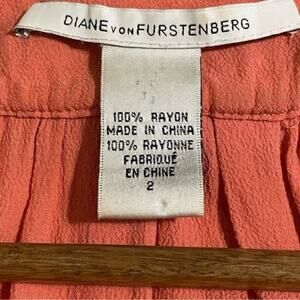 DIANE VON FURSTENBERG
100% RAYON
MADE IN CHINA
100% RAYONNE
FABRIQUÉ
EN CHINE
2